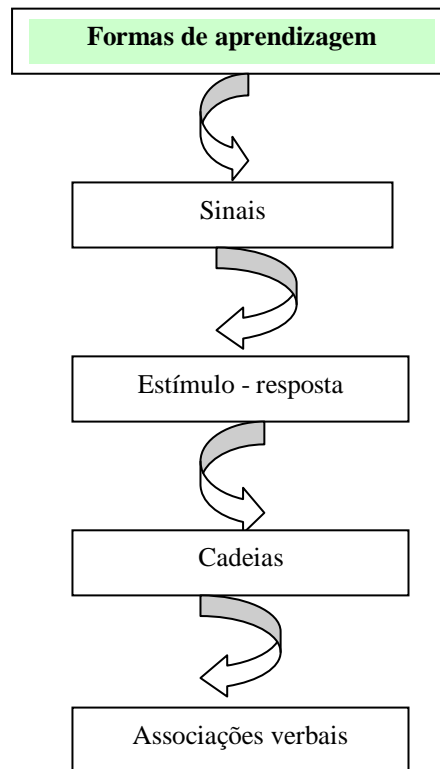 Formas de aprendizagem
Sinais
Estímulo - resposta
Cadeias
Associações verbais